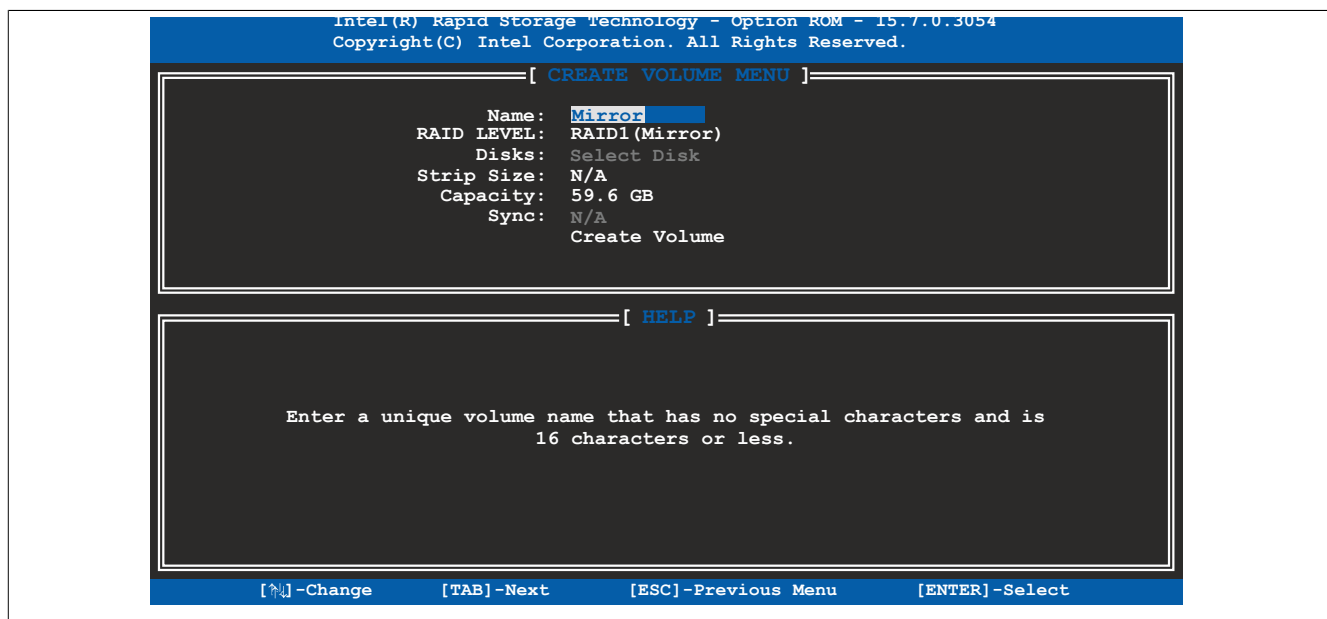 Intel(R) Rapid Storage Technology - Option ROM - 15.7.0.3054
Copyright(C) Intel Corporation. All Rights Reserved.
[ CREATE VOLUME MENU ]
Name: Mirror
RAID LEVEL: RAID1(Mirror)
Disks: Select Disk
Strip Size: N/A
Capacity: 59.6 GB
Sync: N/A
Create Volume
[ HELP ]
Enter a unique volume name that has no special characters and is
16 characters or less.
[↑↓]-Change [TAB]-Next [ESC]-Previous Menu [ENTER]-Select